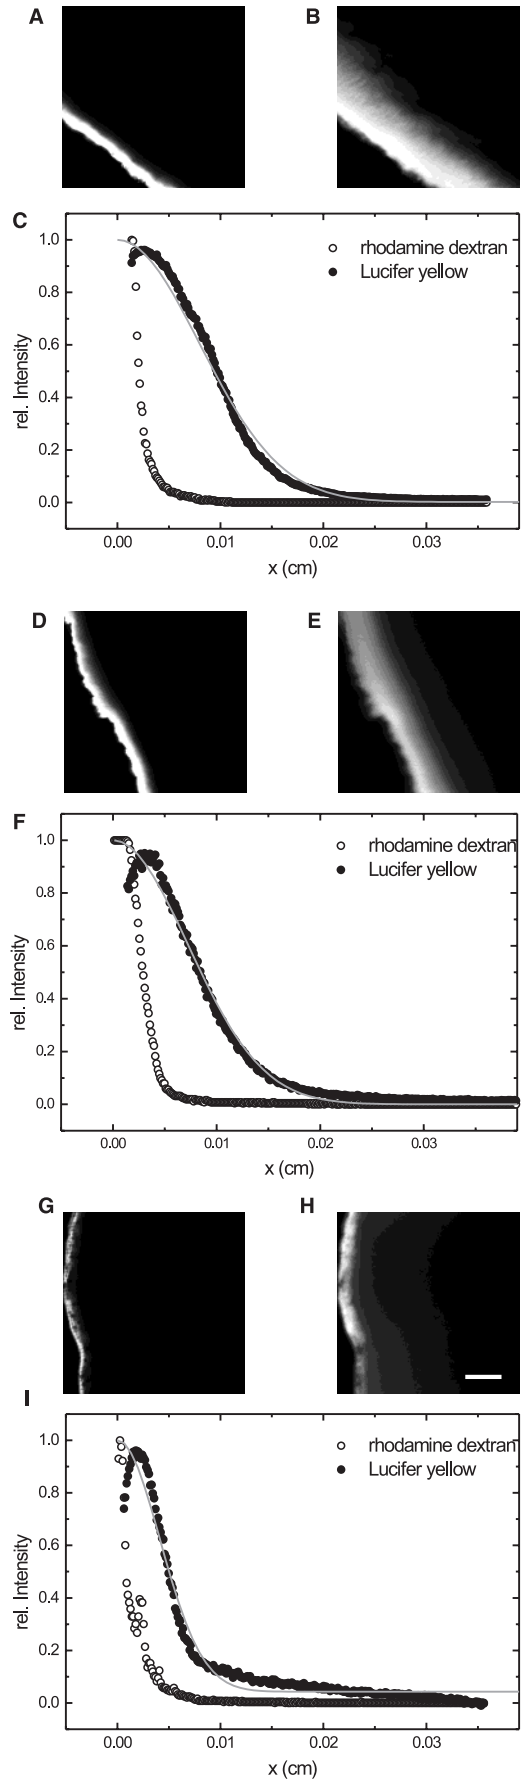 A
B
C
1.0
0.8
0.6
0.4
0.2
0.0
rel. Intensity
rhodamine dextran
Lucifer yellow
0.00 0.01 0.02 0.03
x (cm)
D
E
F
1.0
0.8
0.6
0.4
0.2
0.0
rel. Intensity
rhodamine dextran
Lucifer yellow
0.00 0.01 0.02 0.03
x (cm)
G
H
I
1.0
0.8
0.6
0.4
0.2
0.0
rel. Intensity
rhodamine dextran
Lucifer yellow
0.00 0.01 0.02 0.03
x (cm)